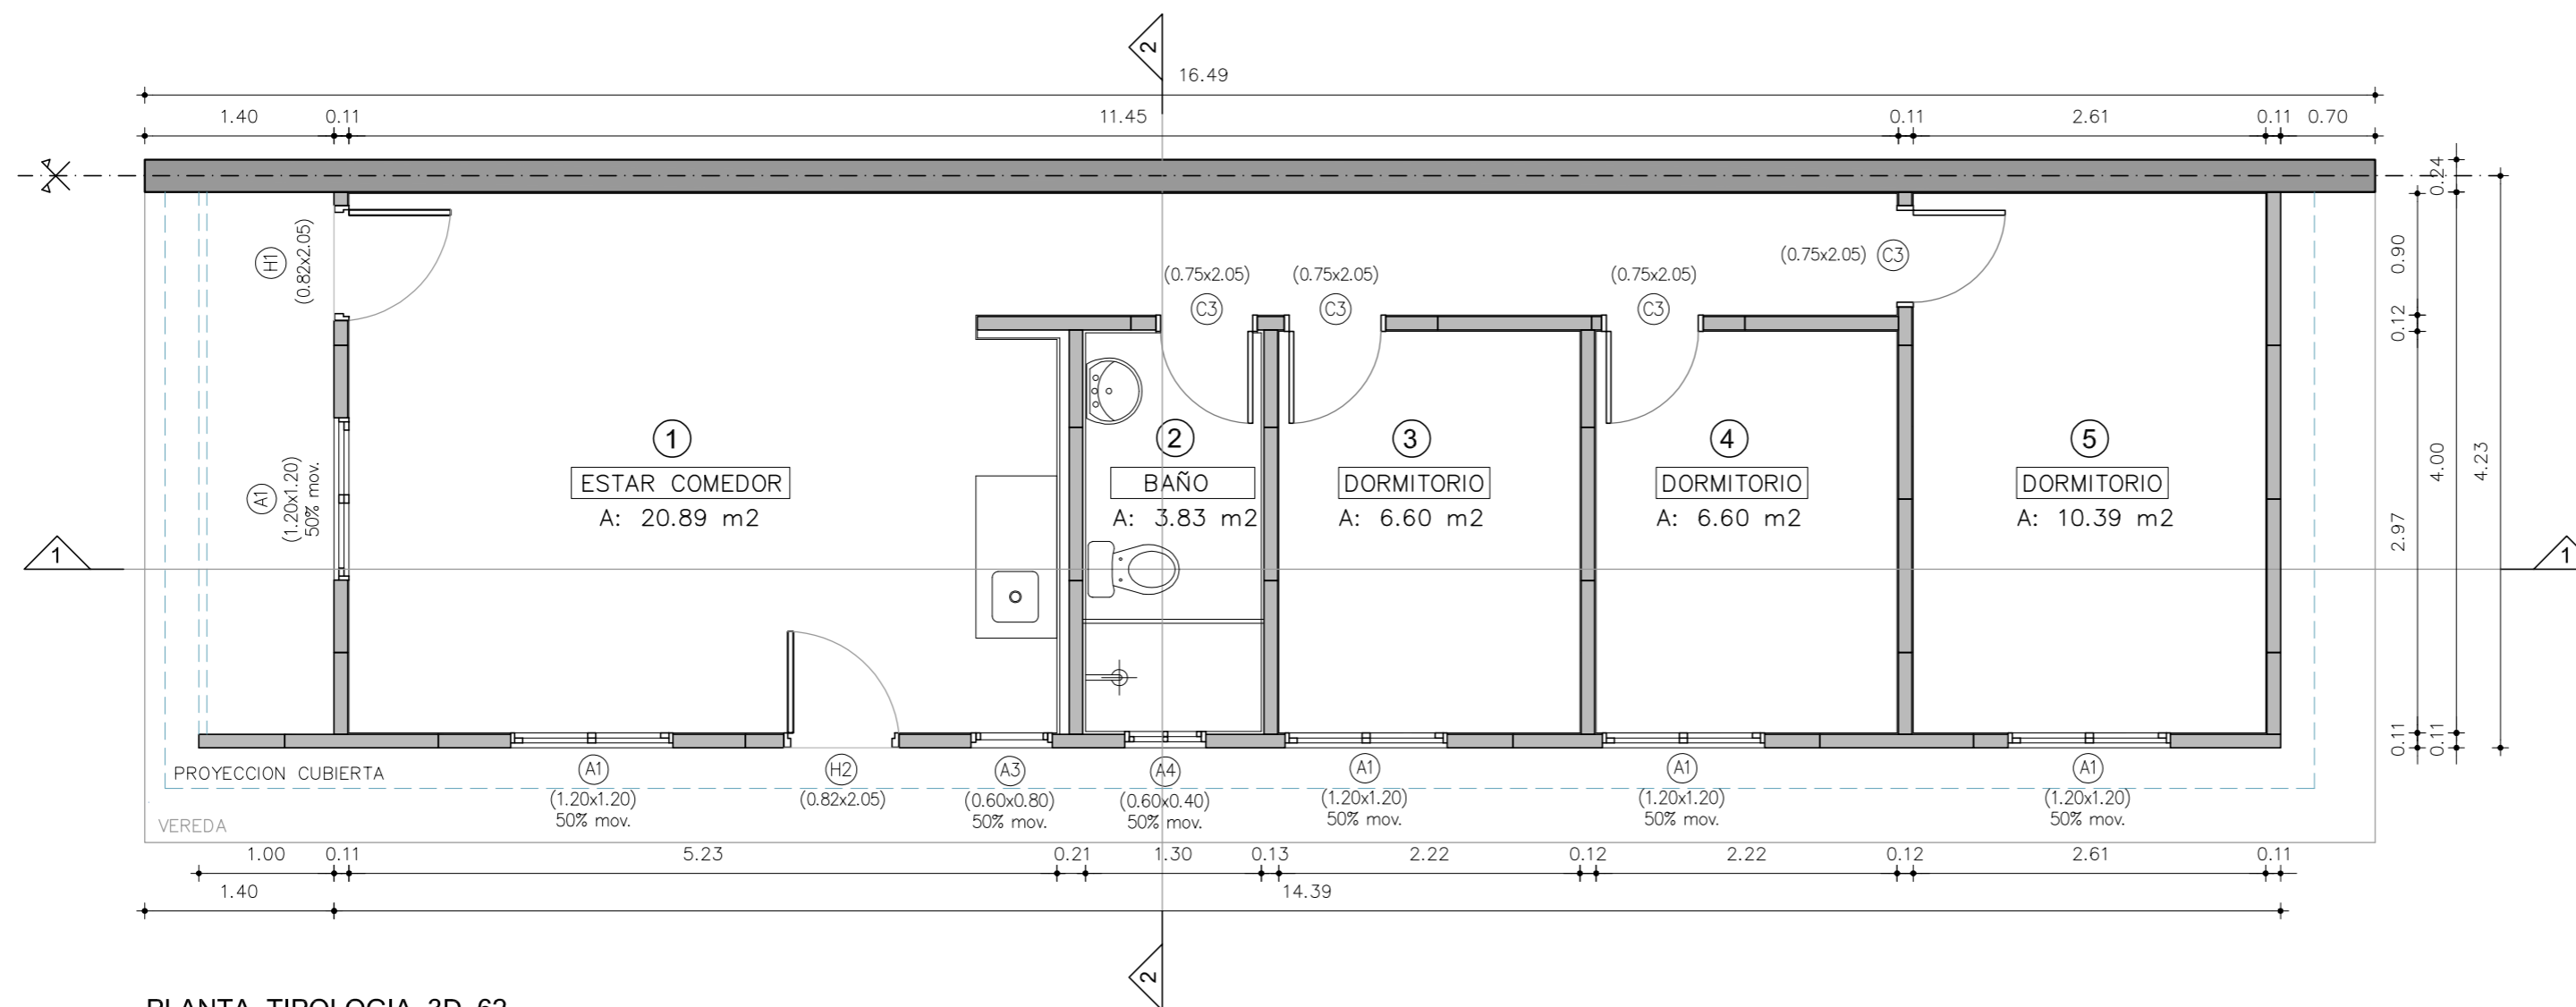 2
16.49
1.40 0.11 11.45 0.11 2.61 0.11 0.70
0.24
H1
(0.82x2.05)
(0.75x2.05)
C3
(0.75x2.05)
C3
(0.75x2.05)
C3
(0.75x2.05) C3
0.90
0.12
2.97
0.11
4.00
0.11
4.23
A1
(1.20x1.20)
50% mov.
1
ESTAR COMEDOR
A: 20.89 m2
2
BAÑO
A: 3.83 m2
3
DORMITORIO
A: 6.60 m2
4
DORMITORIO
A: 6.60 m2
5
DORMITORIO
A: 10.39 m2
1
1
PROYECCION CUBIERTA
VEREDA
A1
(1.20x1.20)
50% mov.
H2
(0.82x2.05)
A3
(0.60x0.80)
50% mov.
A4
(0.60x0.40)
50% mov.
A1
(1.20x1.20)
50% mov.
A1
(1.20x1.20)
50% mov.
A1
(1.20x1.20)
50% mov.
1.00 0.11 5.23 0.21 1.30 0.13 2.22 0.12 2.22 0.12 2.61 0.11
1.40 14.39
2
PLANTA TIPOLOGIA 3D 62